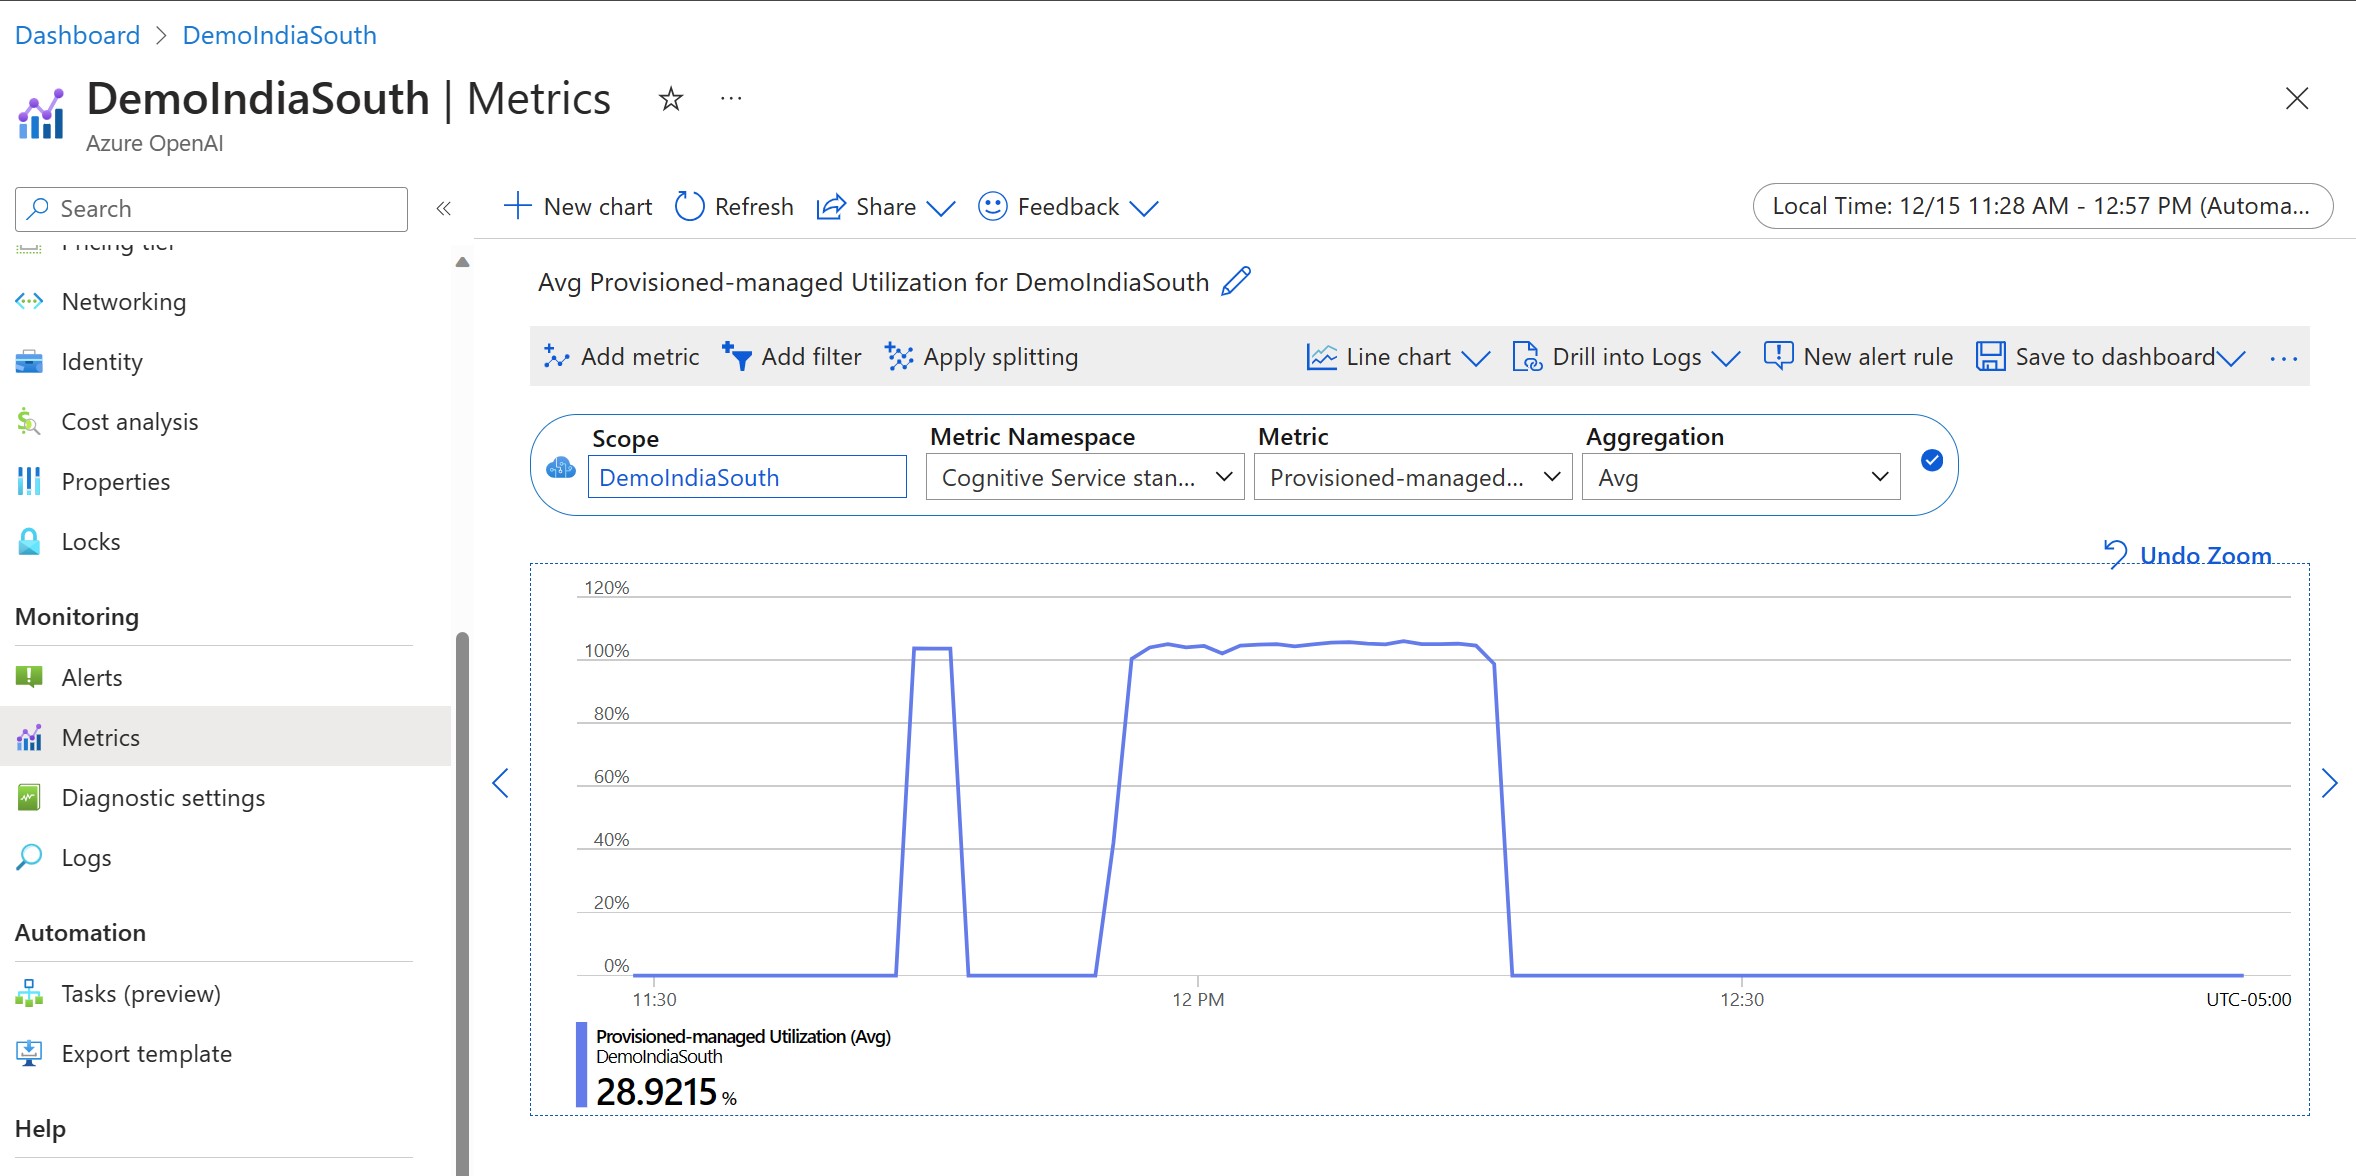 Dashboard > DemoIndiaSouth
DemoIndiaSouth | Metrics
Azure OpenAI
Search
Pricing tier
Networking
Identity
Cost analysis
Properties
Locks
Monitoring
Alerts
Metrics
Diagnostic settings
Logs
Automation
Tasks (preview)
Export template
Help
New chart Refresh Share Feedback
Local Time: 12/15 11:28 AM - 12:57 PM (Automa...
Avg Provisioned-managed Utilization for DemoIndiaSouth
Add metric Add filter Apply splitting Line chart Drill into Logs New alert rule Save to dashboard
Scope Metric Namespace Metric Aggregation
DemoIndiaSouth Cognitive Service stan... Provisioned-managed... Avg
Undo Zoom
120%
100%
80%
60%
40%
20%
0%
11:30 12 PM 12:30 UTC-05:00
Provisioned-managed Utilization (Avg)
DemoIndiaSouth
28.9215 %